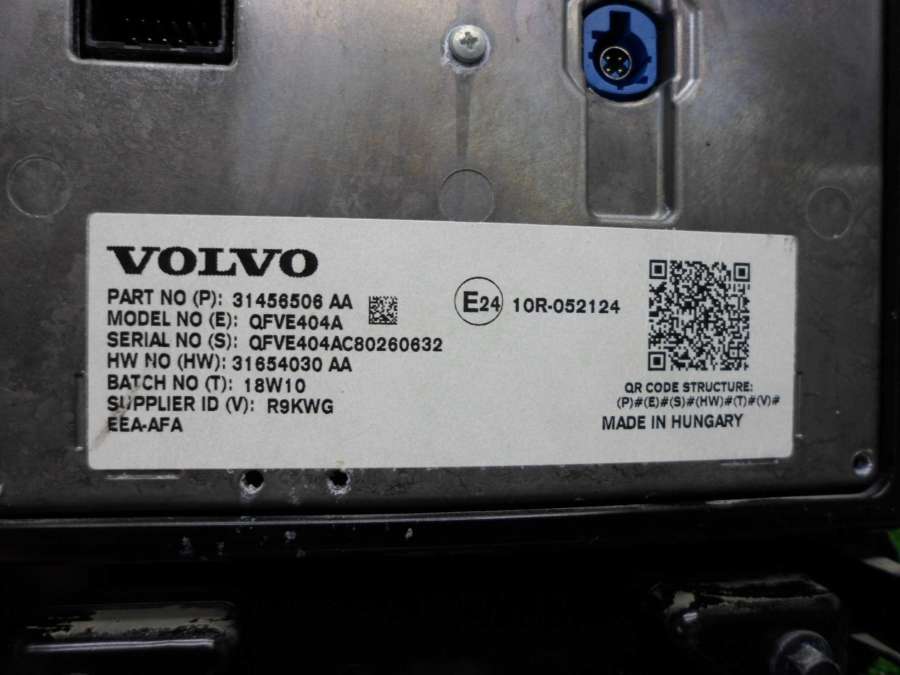 VOLVO
PART NO (P): 31456506 AA
MODEL NO (E): QFVE404A
SERIAL NO (S): QFVE404AC80260632
HW NO (HW): 31654030 AA
BATCH NO (T): 18W10
SUPPLIER ID (V): R9KWG
EEA-AFA
E24 10R-052124
QR CODE STRUCTURE:
(P)#(E)#(S)#(HW)#(T)#(V)#
MADE IN HUNGARY